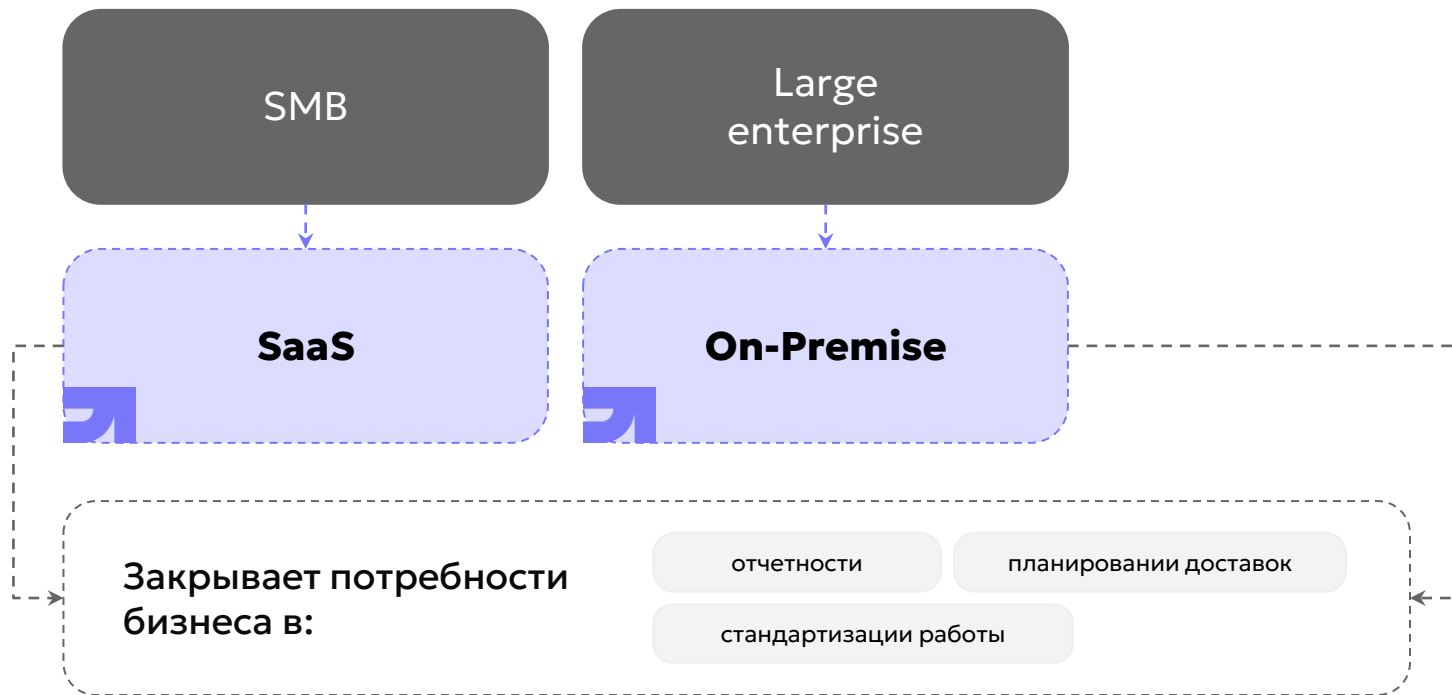 SMB
Large
enterprise
SaaS
On-Premise
Закрывает потребности
бизнеса в:
отчетности
планировании доставок
стандартизации работы